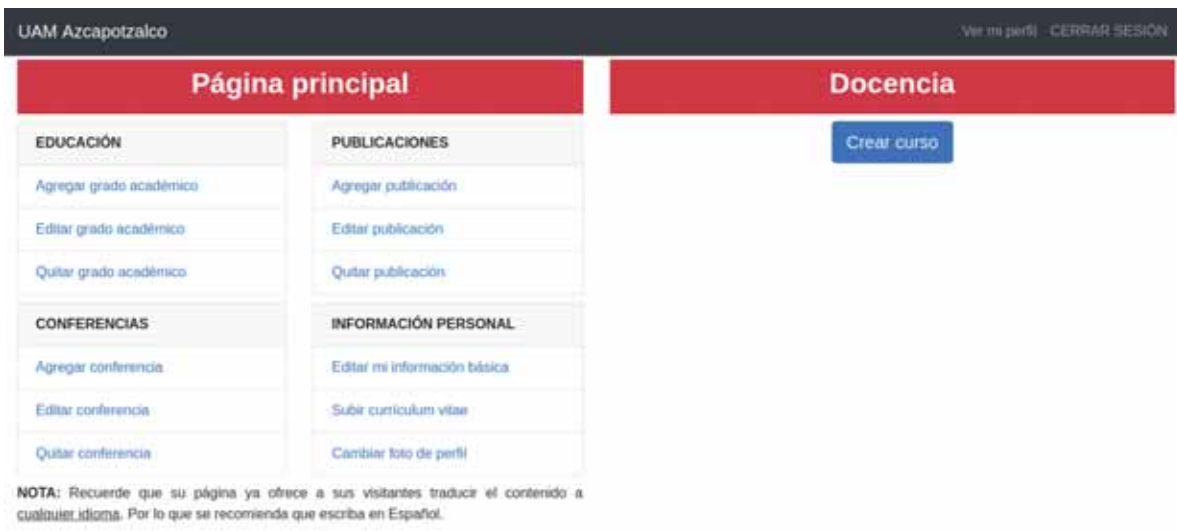 UAM Azcapotzalco
Ver mi perfil CERRAR SESIÓN
Página principal
EDUCACIÓN
Agregar grado académico
Editar grado académico
Quitar grado académico
PUBLICACIONES
Agregar publicación
Editar publicación
Quitar publicación
CONFERENCIAS
Agregar conferencia
Editar conferencia
Quitar conferencia
INFORMACIÓN PERSONAL
Editar mi información básica
Subir curriculum vitae
Cambiar foto de perfil
NOTA: Recuerde que su página ya ofrece a sus visitantes traducir el contenido a
cualquier idioma. Por lo que se recomienda que escriba en Español.
Docencia
Crear curso